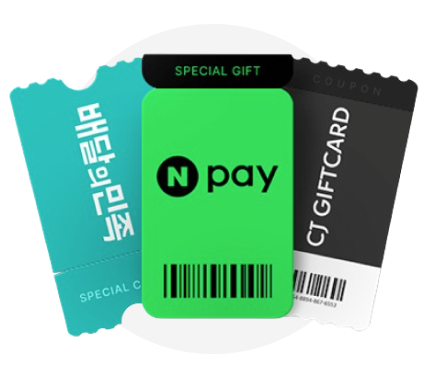 배달의민족
SPECIAL C
SPECIAL GIFT
N pay
COUPON
CJ GIFTCARD